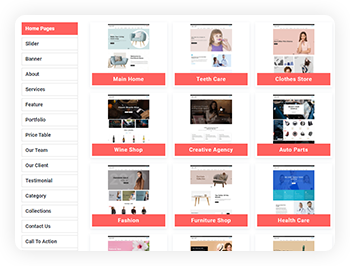 Home Pages
Slider
Banner
About
Services
Feature
Portfolio
Price Table
Our Team
Our Client
Testimonial
Category
Collections
Contact Us
Call To Action
Main Home
Teeth Care
Clothes Store
Wine Shop
Creative Agency
Auto Parts
Fashion
Furniture Shop
Health Care